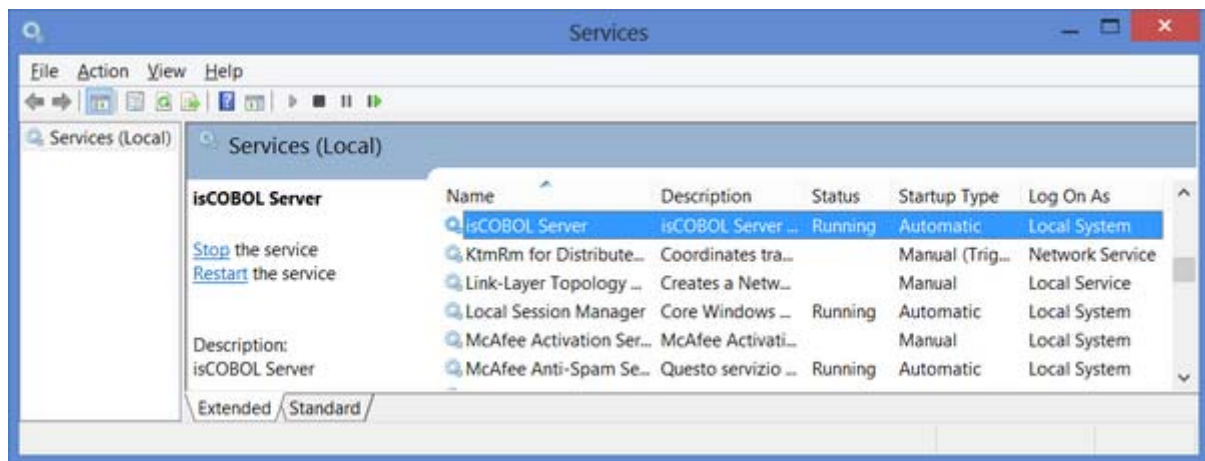 Services
File Action View Help
Services (Local)
Services (Local)
isCOBOL Server
Stop the service
Restart the service
Description:
isCOBOL Server
Name Description Status Startup Type Log On As
isCOBOL Server isCOBOL Server ... Running Automatic Local System
KtmRm for Distribute... Coordinates tra... Manual (Trig... Network Service
Link-Layer Topology ... Creates a Netw... Manual Local Service
Local Session Manager Core Windows ... Running Automatic Local System
McAfee Activation Ser... McAfee Activati... Manual Local System
McAfee Anti-Spam Se... Questo servizio ... Running Automatic Local System
Extended Standard